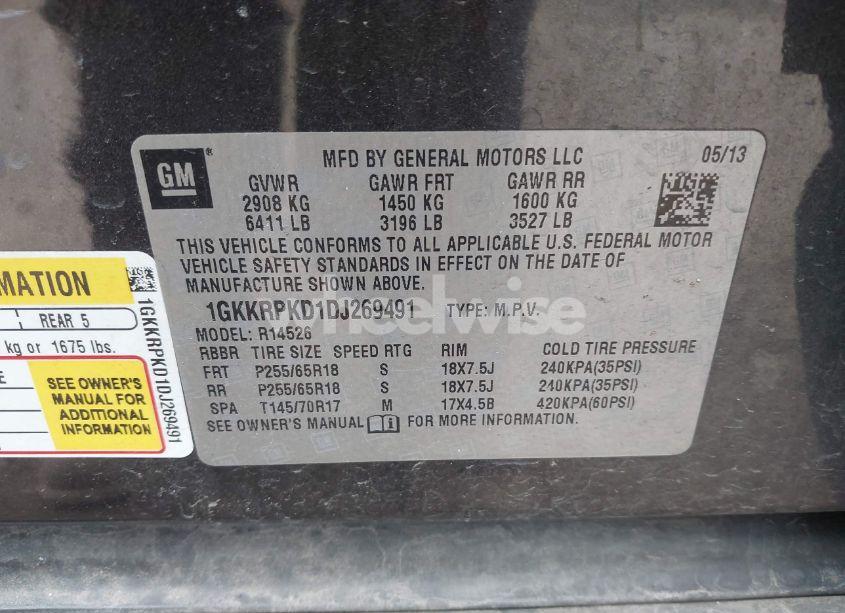 GM
MFD BY GENERAL MOTORS LLC 05/13
GVWR GAWR FRT GAWR RR
2908 KG 1450 KG 1600 KG
6411 LB 3196 LB 3527 LB
THIS VEHICLE CONFORMS TO ALL APPLICABLE U.S. FEDERAL MOTOR
VEHICLE SAFETY STANDARDS IN EFFECT ON THE DATE OF
MANUFACTURE SHOWN ABOVE.
1GKKRPKD1DJ269491 TYPE: M.P.V.
MODEL: R14526
RBBR TIRE SIZE SPEED RTG RIM COLD TIRE PRESSURE
FRT P255/65R18 S 18X7.5J 240KPA(35PSI)
RR P255/65R18 S 18X7.5J 240KPA(35PSI)
SPA T145/70R17 M 17X4.5B 420KPA(60PSI)
SEE OWNER'S MANUAL FOR MORE INFORMATION.
MATION
REAR 5
kg or 1675 lbs.
SEE OWNER'S
MANUAL FOR
ADDITIONAL
INFORMATION
1GKKRPKD1DJ269491
wheelwise